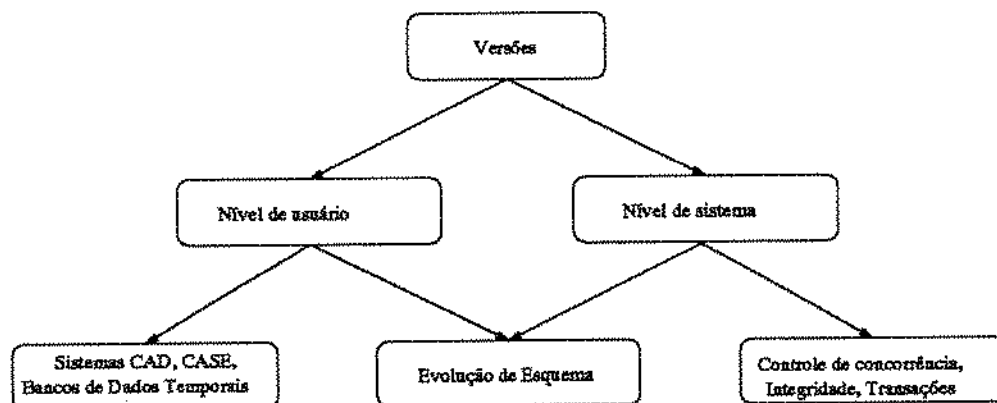 Versões
Nível de usuário
Nível de sistema
Sistemas CAD, CASE,
Bancos de Dados Temporais
Evolução de Esquema
Controle de concorrência,
Integridade, Transações